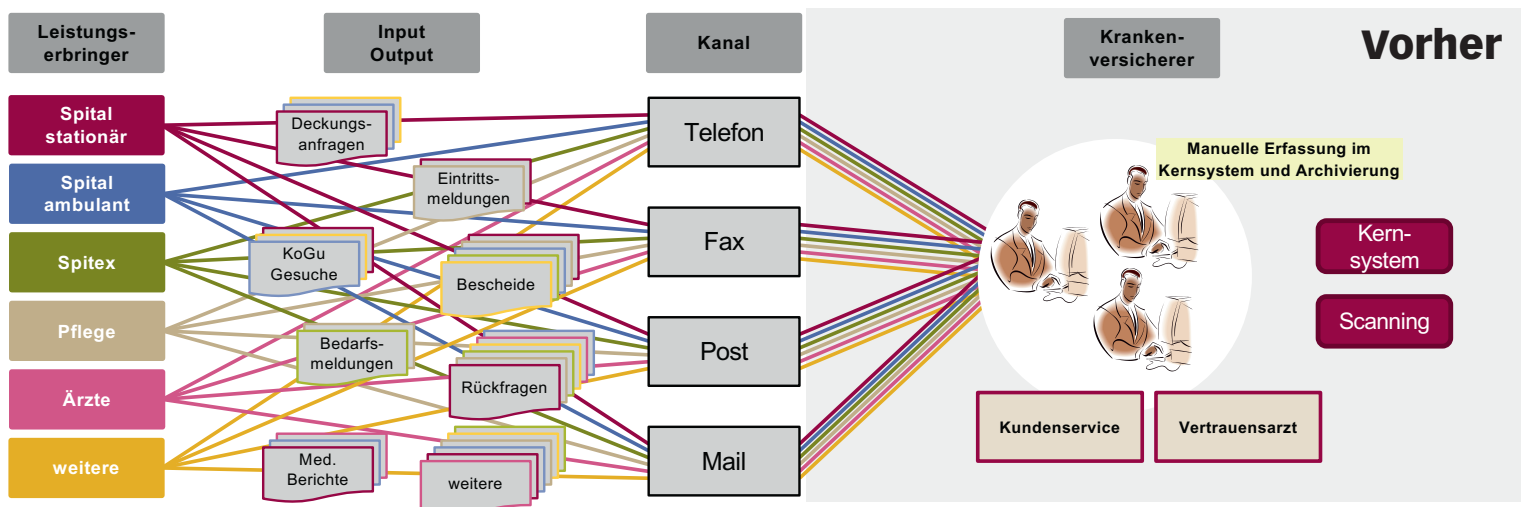 Leistungs-
erbringer
Input
Output
Kanal
Kranken-
versicherer
Vorher
Spital
stationär
Spital
ambulant
Spitex
Pflege
Ärzte
weitere
Deckungs-
anfragen
Eintritts-
meldungen
KoGu
Gesuche
Bescheide
Bedarfs-
meldungen
Rückfragen
Med.
Berichte
weitere
Telefon
Fax
Post
Mail
Manuelle Erfassung im
Kernsystem und Archivierung
Kern-
system
Scanning
Kundenservice
Vertrauensarzt